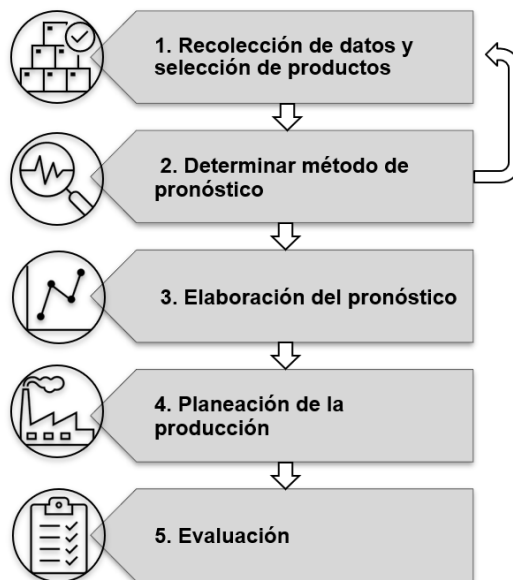 1. Recolección de datos y
selección de productos
2. Determinar método de
pronóstico
3. Elaboración del pronóstico
4. Planeación de la
producción
5. Evaluación